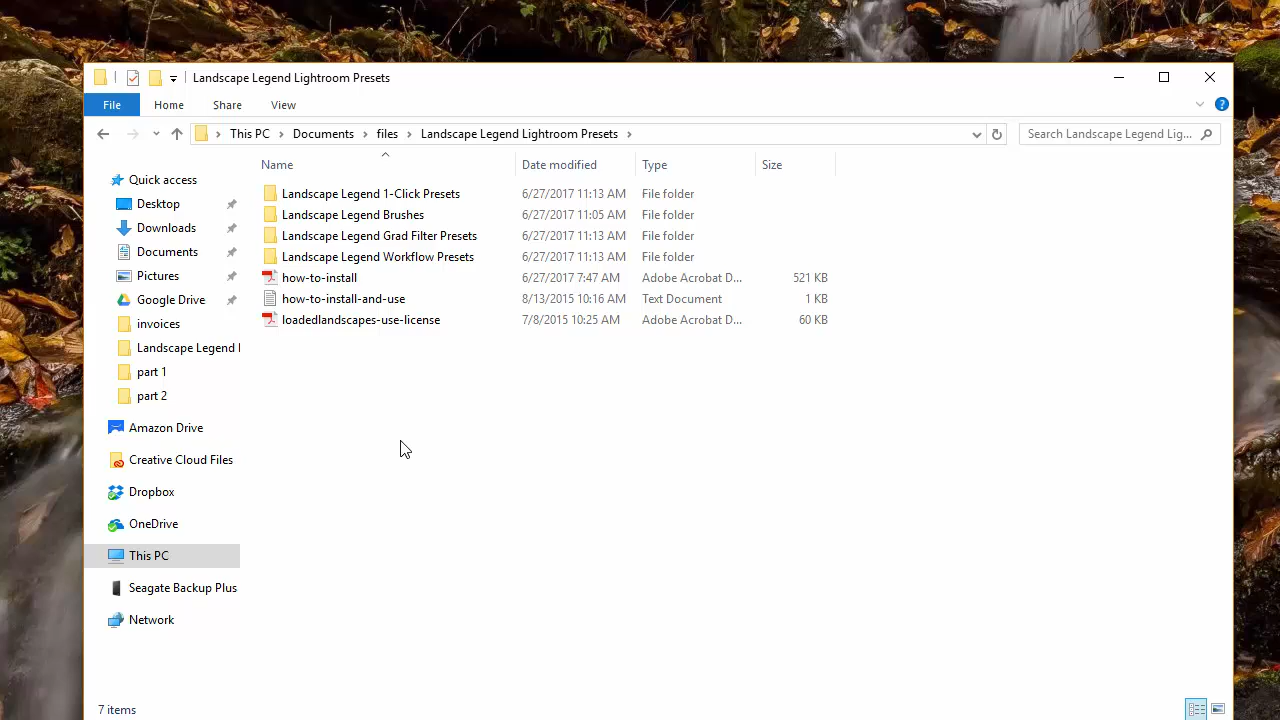 Landscape Legend Lightroom Presets
File Home Share View
This PC Documents files Landscape Legend Lightroom Presets Search Landscape Legend Lig...
Name Date modified Type Size
Quick access
Desktop
Downloads
Documents
Pictures
Google Drive
invoices
Landscape Legend l
part 1
part 2
Amazon Drive
Creative Cloud Files
Dropbox
OneDrive
This PC
Seagate Backup Plus
Network
Landscape Legend 1-Click Presets 6/27/2017 11:13 AM File folder
Landscape Legend Brushes 6/27/2017 11:05 AM File folder
Landscape Legend Grad Filter Presets 6/27/2017 11:13 AM File folder
Landscape Legend Workflow Presets 6/27/2017 11:13 AM File folder
how-to-install 6/27/2017 7:47 AM Adobe Acrobat D... 521 KB
how-to-install-and-use 8/13/2015 10:16 AM Text Document 1 KB
loadedlandscapes-use-license 7/8/2015 10:25 AM Adobe Acrobat D... 60 KB
7 items